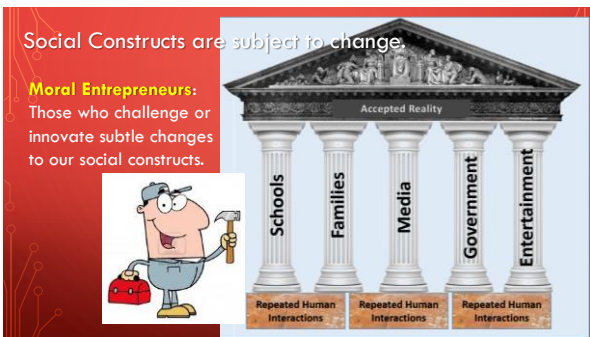 Social Constructs are subject to change.
Moral Entrepreneurs:
Those who challenge or
innovate subtle changes
to our social constructs.
Accepted Reality
Schools
Families
Media
Government
Entertainment
Repeated Human
Interactions
Repeated Human
Interactions
Repeated Human
Interactions